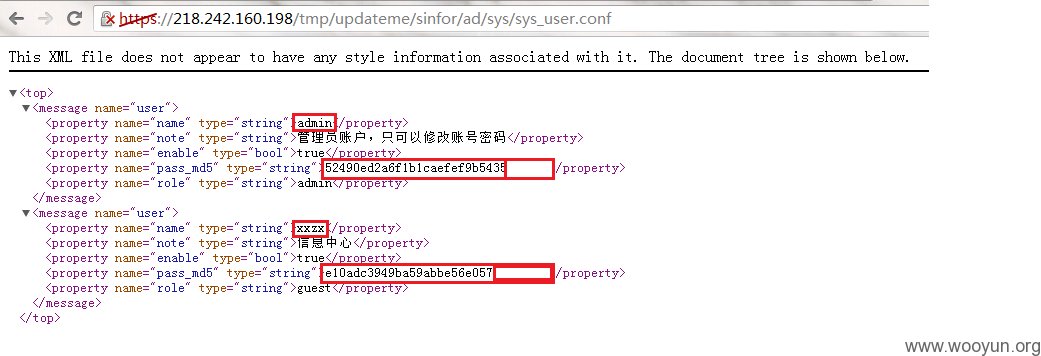 https://218.242.160.198/tmp/updateme/sinfor/ad/sys/sys_user.conf
This XML file does not appear to have any style information associated with it. The document tree is shown below.
▼<top>
▼<message name="user">
<property name="name" type="string">admin</property>
<property name="note" type="string">管理员账户，只可以修改账号密码</property>
<property name="enable" type="bool">true</property>
<property name="pass_md5" type="string">52490ed2a6f1b1caefef9b5435</property>
<property name="role" type="string">admin</property>
</message>
▼<message name="user">
<property name="name" type="string">xxzx</property>
<property name="note" type="string">信息中心</property>
<property name="enable" type="bool">true</property>
<property name="pass_md5" type="string">e10adc3949ba59abbe56e057</property>
<property name="role" type="string">guest</property>
</message>
</top>
www.wooyun.org